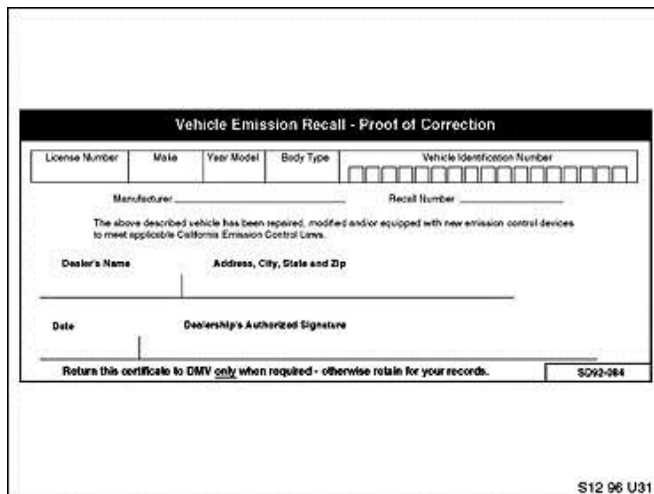 Vehicle Emission Recall - Proof of Correction
License Number Make Year Model Body Type Vehicle Identification Number
Manufacturer Recall Number
The above described vehicle has been repaired, modified and/or equipped with new emission control devices
to meet applicable California Emission Control Laws.
Dealer's Name Address, City, State and Zip
Date Dealership's Authorized Signature
Return this certificate to DMV only when required - otherwise retain for your records. SD92-084
S12 96 U31